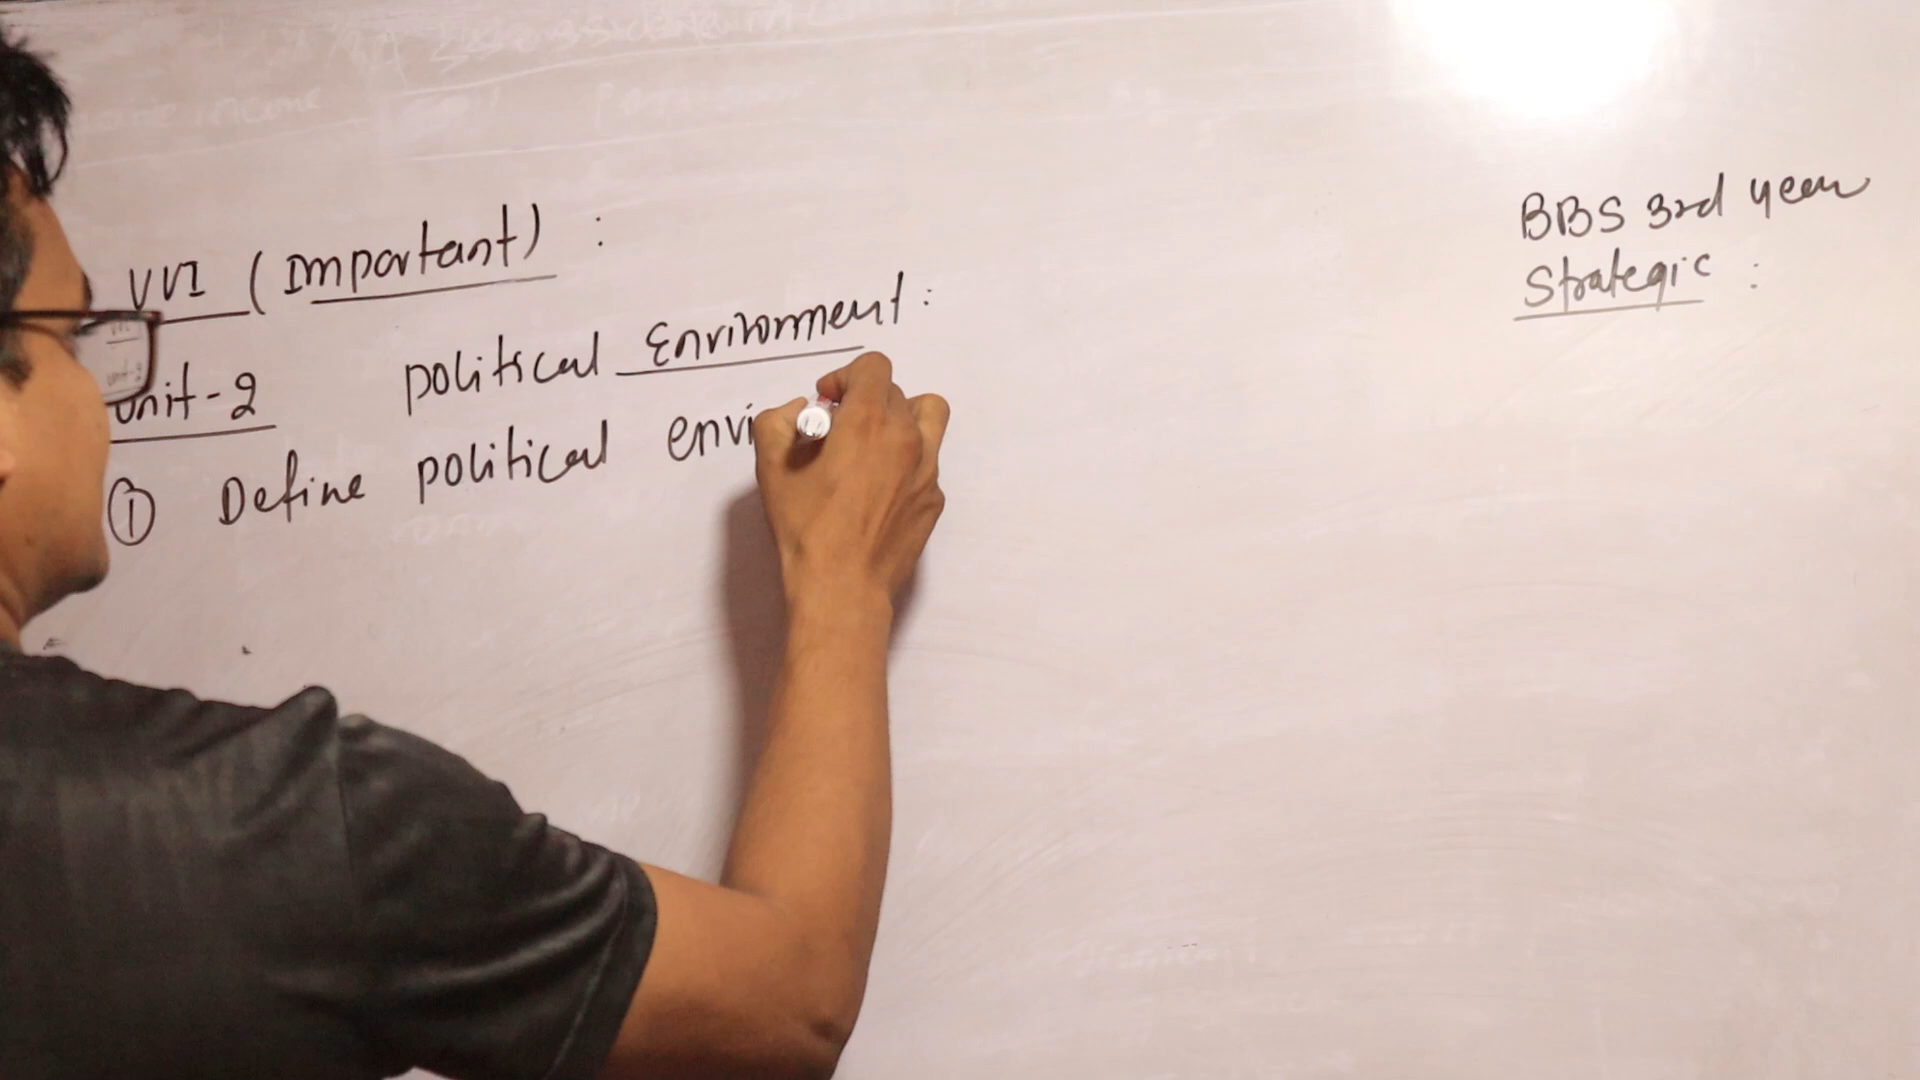 VVI (Important) :
Unit-2 political Environment :
① Define political envi
BBS 3rd year
Strategic :